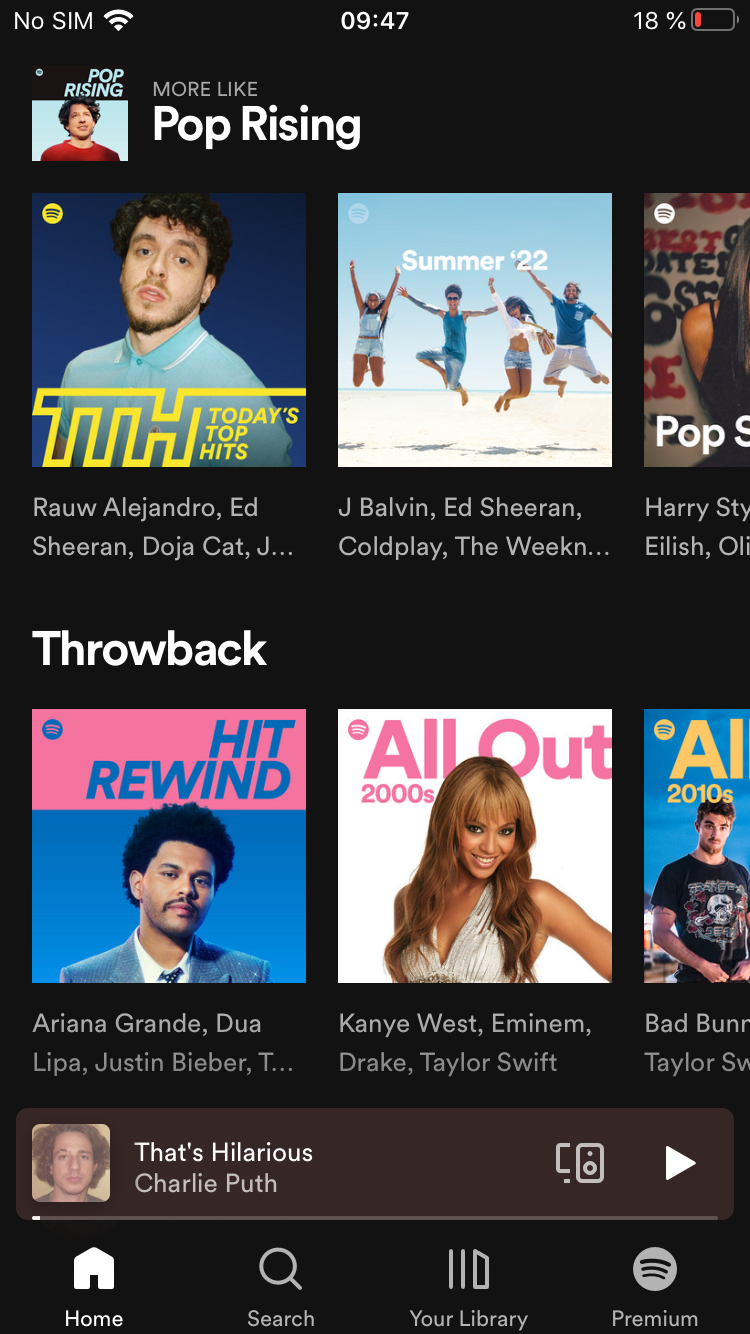 No SIM 09:47 18 %
POP
RISING
MORE LIKE
Pop Rising
Summer ‘22
TTH TODAY'S
TOP
HITS
Pop S
Rauw Alejandro, Ed
Sheeran, Doja Cat, J…
J Balvin, Ed Sheeran,
Coldplay, The Weekn…
Harry Sty
Eilish, Oli
Throwback
HIT
REWIND
All Out
2000s
Al
2010s
Ariana Grande, Dua
Lipa, Justin Bieber, T…
Kanye West, Eminem,
Drake, Taylor Swift
Bad Bunn
Taylor Sw
That's Hilarious
Charlie Puth
Home
Search
Your Library
Premium